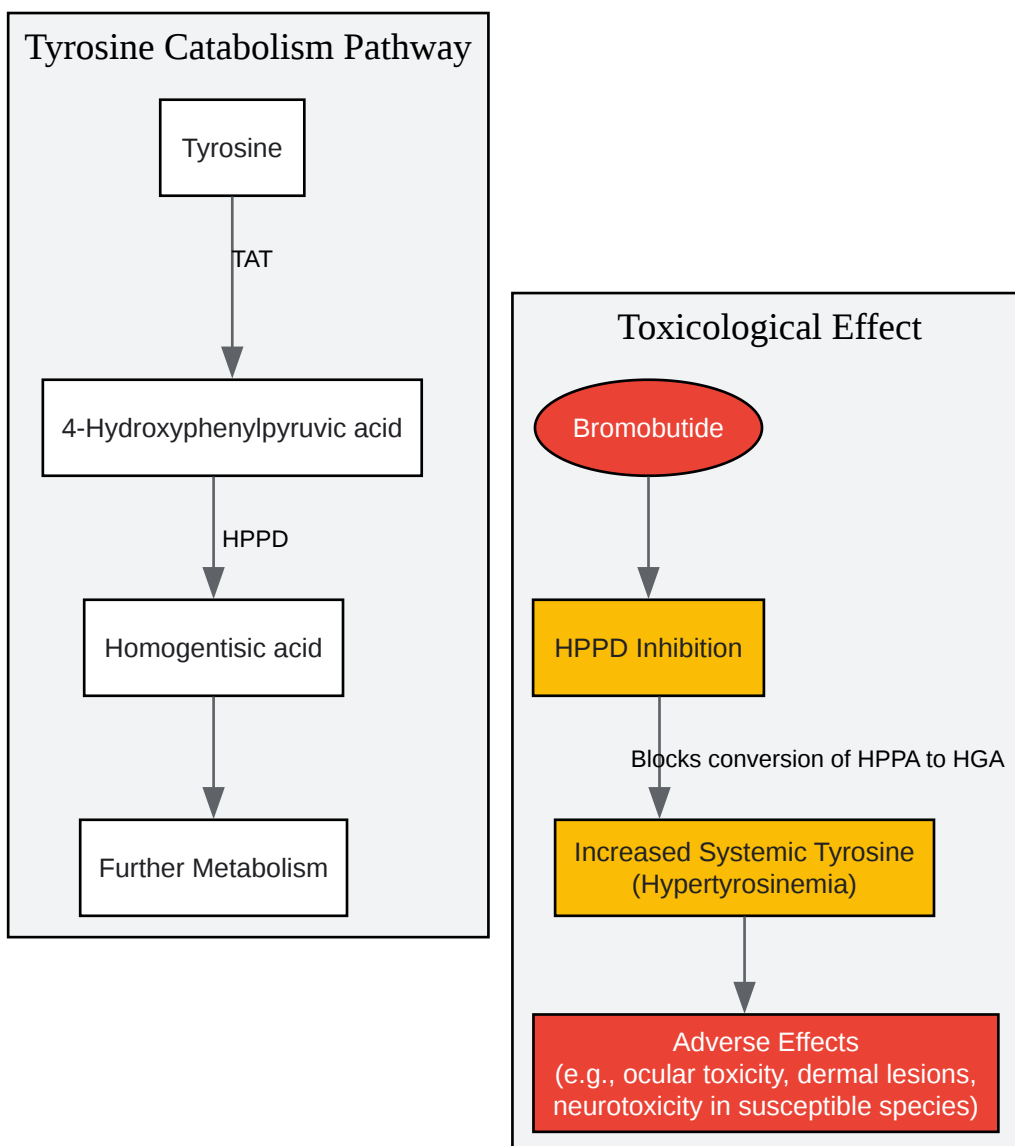 Tyrosine Catabolism Pathway
Tyrosine
TAT
4-Hydroxyphenylpyruvic acid
HPPD
Homogentisic acid
Further Metabolism
Toxicological Effect
Bromobutide
HPPD Inhibition
Blocks conversion of HPPA to HGA
Increased Systemic Tyrosine
(Hypertyrosinemia)
Adverse Effects
(e.g., ocular toxicity, dermal lesions,
neurotoxicity in susceptible species)